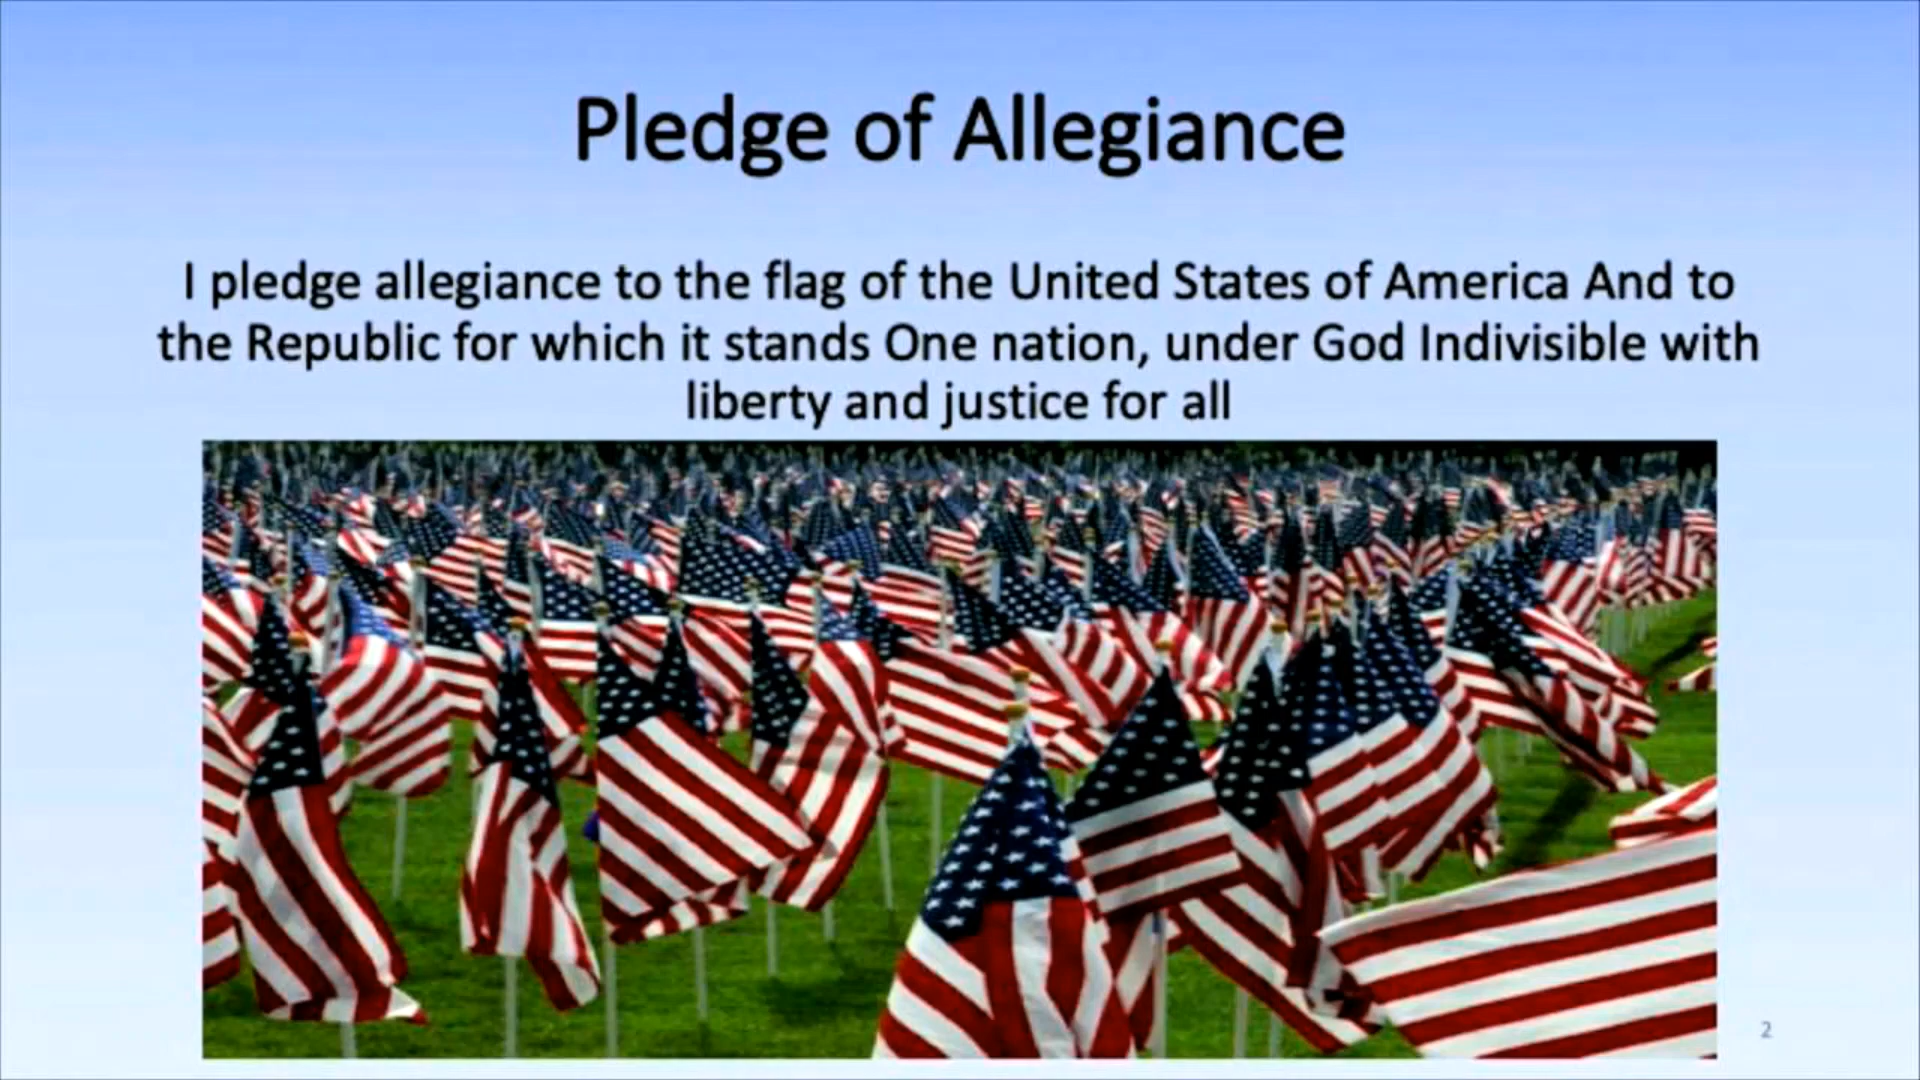 Pledge of Allegiance
I pledge allegiance to the flag of the United States of America And to
the Republic for which it stands One nation, under God Indivisible with
liberty and justice for all
2